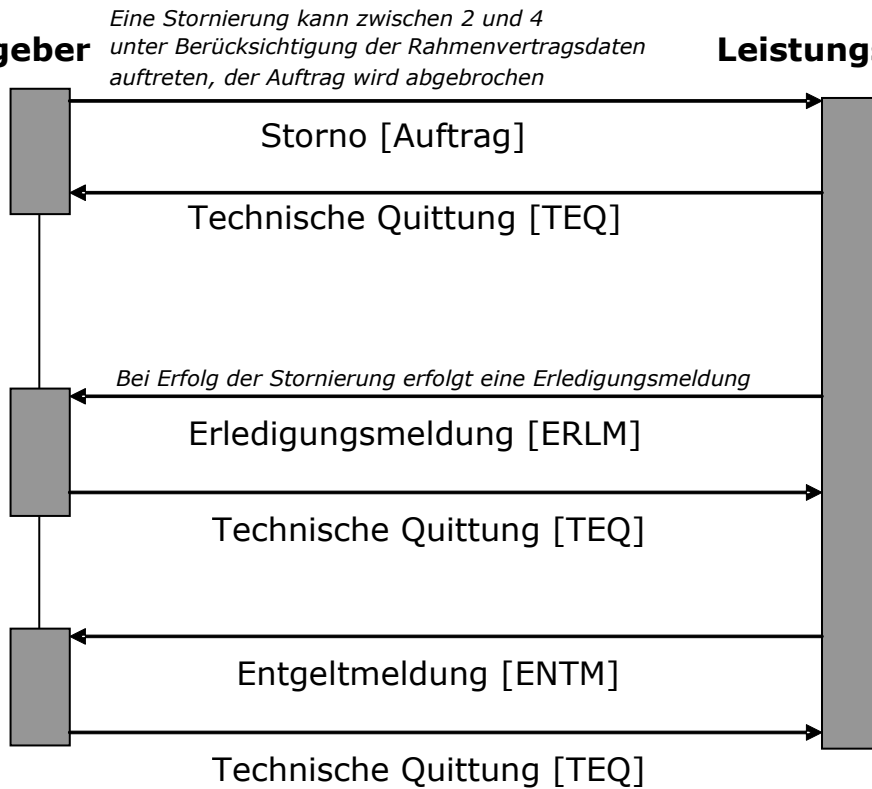 Eine Stornierung kann zwischen 2 und 4
geber unter Berücksichtigung der Rahmenvertragsdaten Leistungs
auftreten, der Auftrag wird abgebrochen
Storno [Auftrag]
Technische Quittung [TEQ]
Bei Erfolg der Stornierung erfolgt eine Erledigungsmeldung
Erledigungsmeldung [ERLM]
Technische Quittung [TEQ]
Entgeltmeldung [ENTM]
Technische Quittung [TEQ]